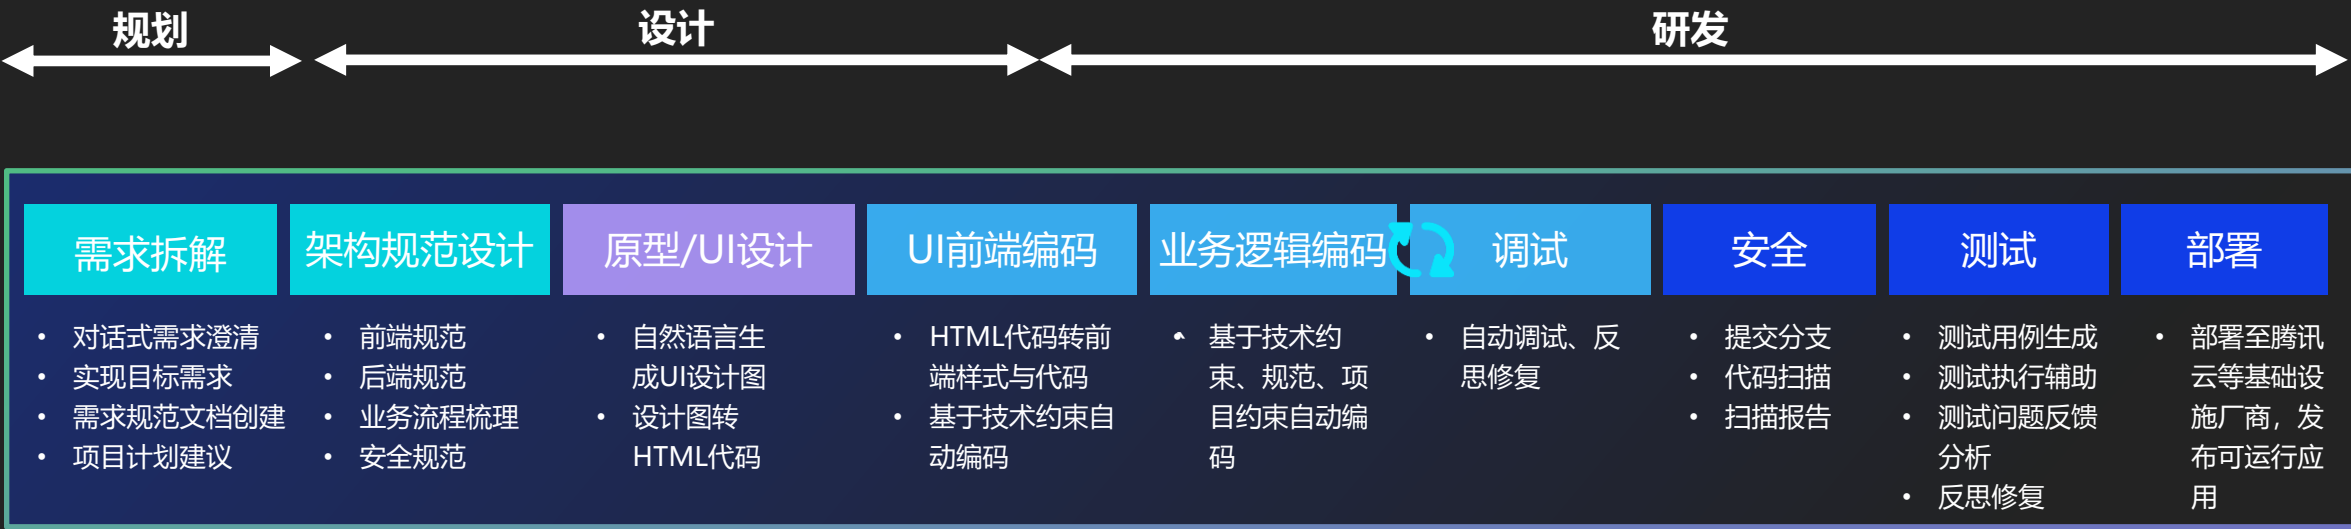 规划
设计
研发
需求拆解
架构规范设计
原型/UI设计
UI前端编码
业务逻辑编码
调试
安全
测试
部署
• 对话式需求澄清
• 实现目标需求
• 需求规范文档创建
• 项目计划建议
• 前端规范
• 后端规范
• 业务流程梳理
• 安全规范
• 自然语言生
成UI设计图
• 设计图转
HTML代码
• HTML代码转前
端样式与代码
• 基于技术约束自
动编码
• 基于技术约
束、规范、项
目约束自动编
码
• 自动调试、反
思修复
• 提交分支
• 代码扫描
• 扫描报告
• 测试用例生成
• 测试执行辅助
• 测试问题反馈
分析
• 反思修复
• 部署至腾讯
云等基础设
施厂商，发
布可运行应
用